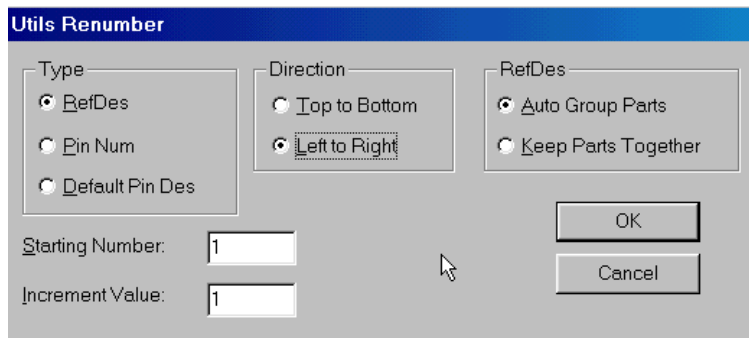 Utils Renumber
Type
RefDes
Pin Num
Default Pin Des
Direction
Top to Bottom
Left to Right
RefDes
Auto Group Parts
Keep Parts Together
Starting Number: 1
Increment Value: 1
OK
Cancel